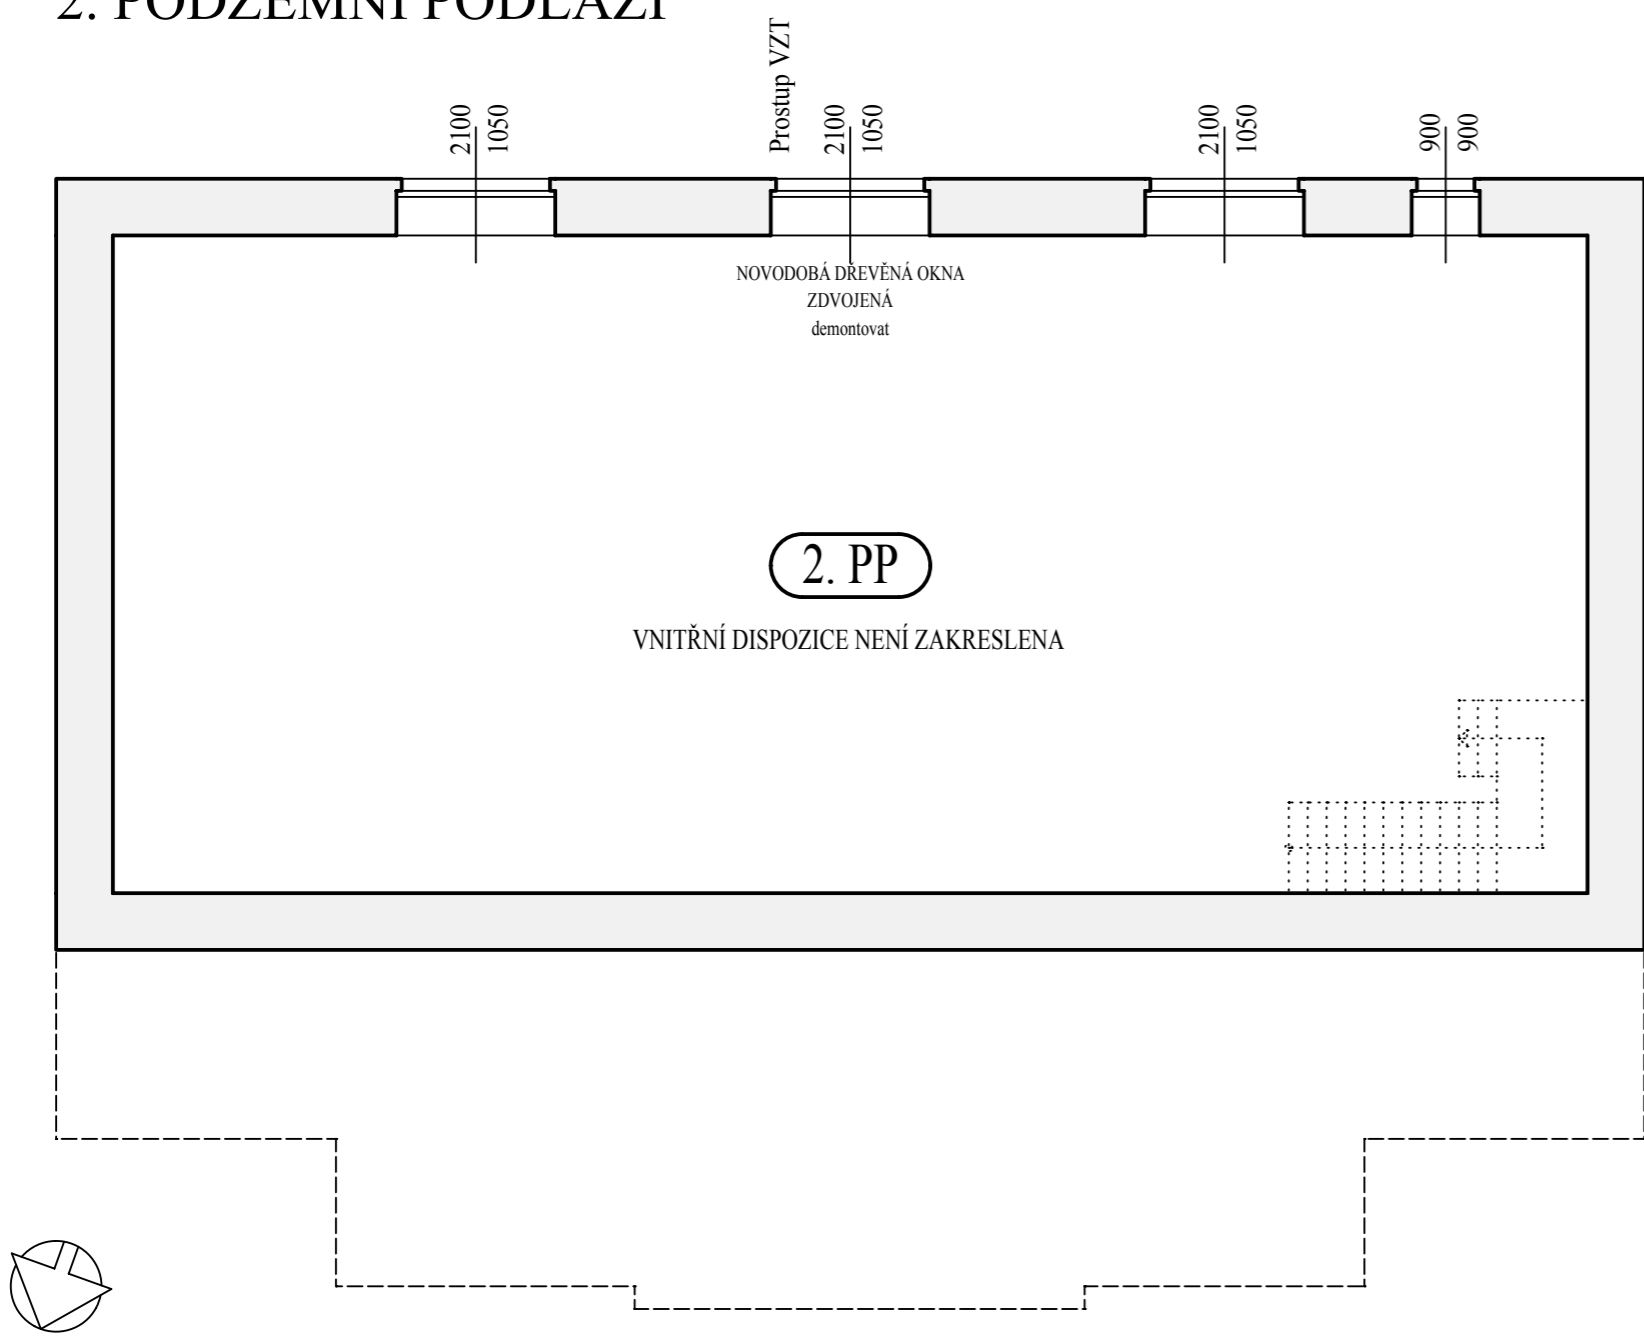 2. PODZEMNÍ PODLAŽÍ
Prostup VZT
2100
1050
2100
1050
2100
1050
900
900
NOVODOBÁ DŘEVĚNÁ OKNA
ZDVOJENÁ
demontovat
2. PP
VNITŘNÍ DISPOZICE NENÍ ZAKRESLENA